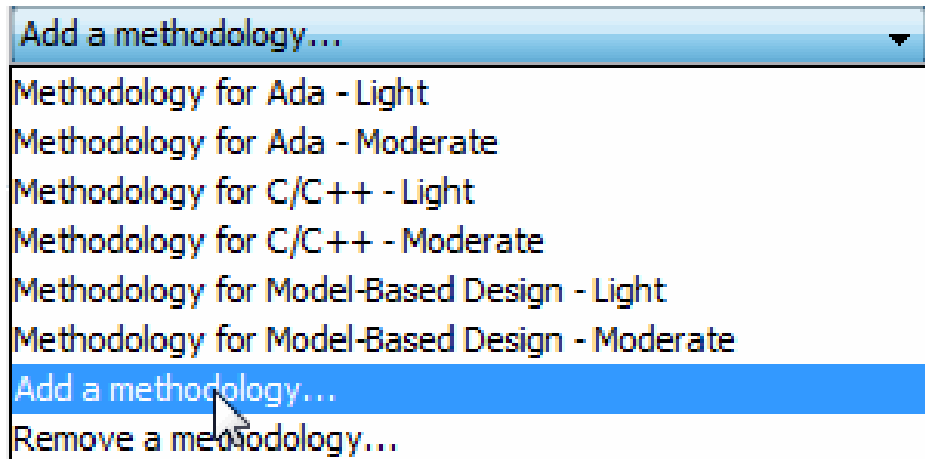 Add a methodology...
Methodology for Ada - Light
Methodology for Ada - Moderate
Methodology for C/C++ - Light
Methodology for C/C++ - Moderate
Methodology for Model-Based Design - Light
Methodology for Model-Based Design - Moderate
Add a methodology...
Remove a methodology...